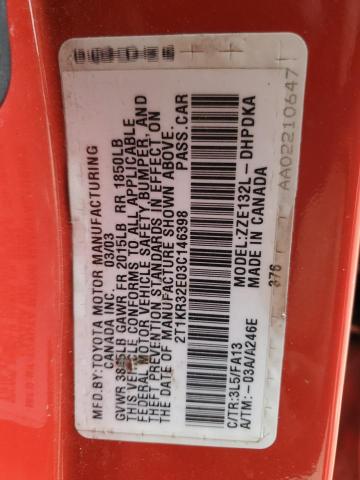 MFD.BY:TOYOTA MOTOR MANUFACTURING
CANADA INC. 03/03
GVWR 3855LB GAWR FR 2015LB RR 1850LB
THIS VEHICLE CONFORMS TO ALL APPLICABLE
FEDERAL MOTOR VEHICLE SAFETY, BUMPER, AND
THEFT PREVENTION STANDARDS IN EFFECT ON
THE DATE OF MANUFACTURE SHOWN ABOVE.
2T1KR32E03C146398 PASS.CAR
C/TR:3L5/FA13 MODEL:ZZE132L-
A/TM:-03A/A246E DHPDKA
376 MADE IN CANADA
AA02210647